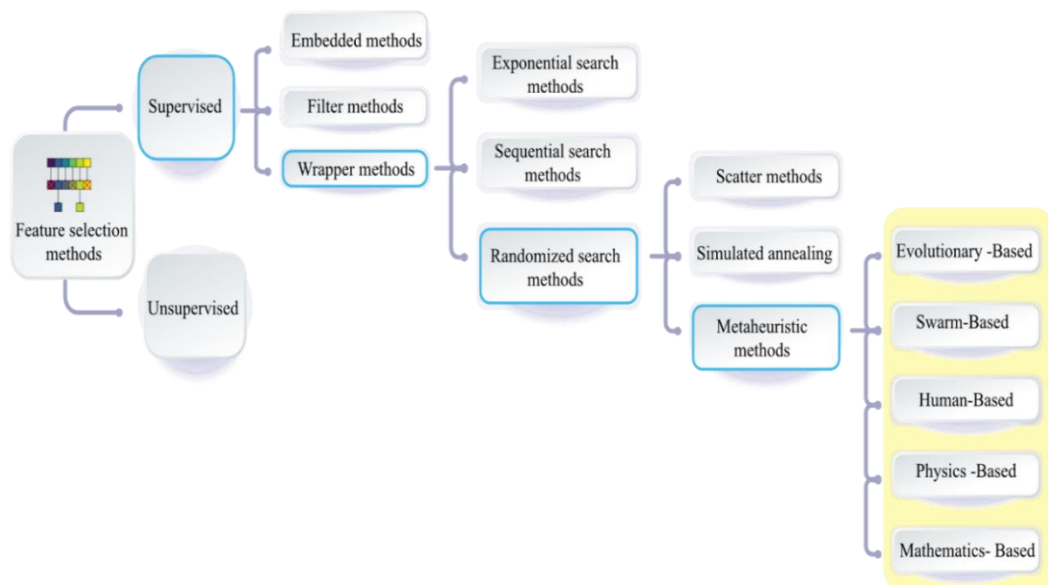 Feature selection
methods
Supervised
Unsupervised
Embedded methods
Filter methods
Wrapper methods
Exponential search
methods
Sequential search
methods
Randomized search
methods
Scatter methods
Simulated annealing
Metaheuristic
methods
Evolutionary -Based
Swarm-Based
Human-Based
Physics -Based
Mathematics- Based